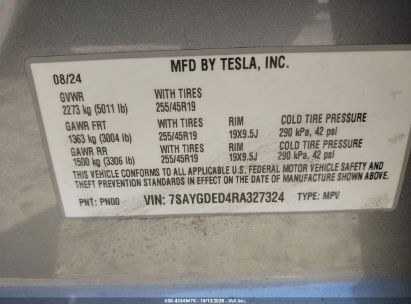 MFD BY TESLA, INC.
08/24
GVWR WITH TIRES
2273 kg (5011 lb) 255/45R19
GAWR FRT WITH TIRES RIM COLD TIRE PRESSURE
1363 kg (3004 lb) 255/45R19 19X9.5J 290 kPa, 42 psi
GAWR RR WITH TIRES RIM COLD TIRE PRESSURE
1500 kg (3306 lb) 255/45R19 19X9.5J 290 kPa, 42 psi
THIS VEHICLE CONFORMS TO ALL APPLICABLE U.S. FEDERAL MOTOR VEHICLE SAFETY AND
THEFT PREVENTION STANDARDS IN EFFECT ON THE DATE OF MANUFACTURE SHOWN ABOVE.
PNT: PN00 VIN: 7SAYGDED4RA327324 TYPE: MPV